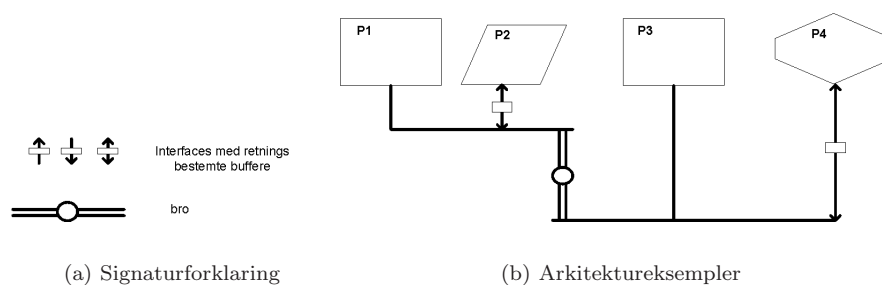 P1
P2
P3
P4
Interfaces med retnings
bestemte buffere
bro
(a) Signaturforklaring
(b) Arkitektureksempler